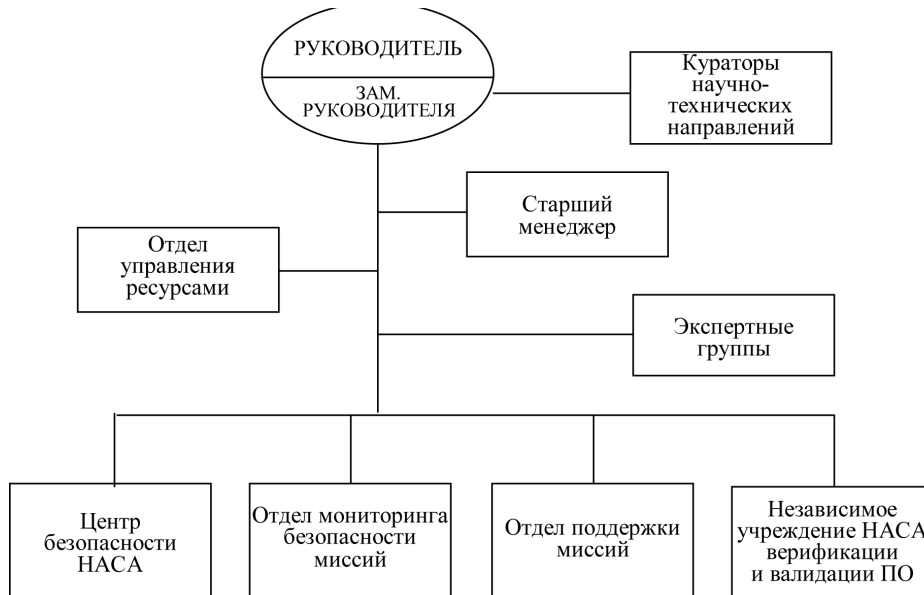 РУКОВОДИТЕЛЬ
ЗАМ.
РУКОВОДИТЕЛЯ
Кураторы
научно-
технических
направлений
Старший
менеджер
Отдел
управления
ресурсами
Экспертные
группы
Центр
безопасности
НАСА
Отдел мониторинга
безопасности
миссий
Отдел поддержки
миссий
Независимое
учреждение НАСА
верификации
и валидации ПО